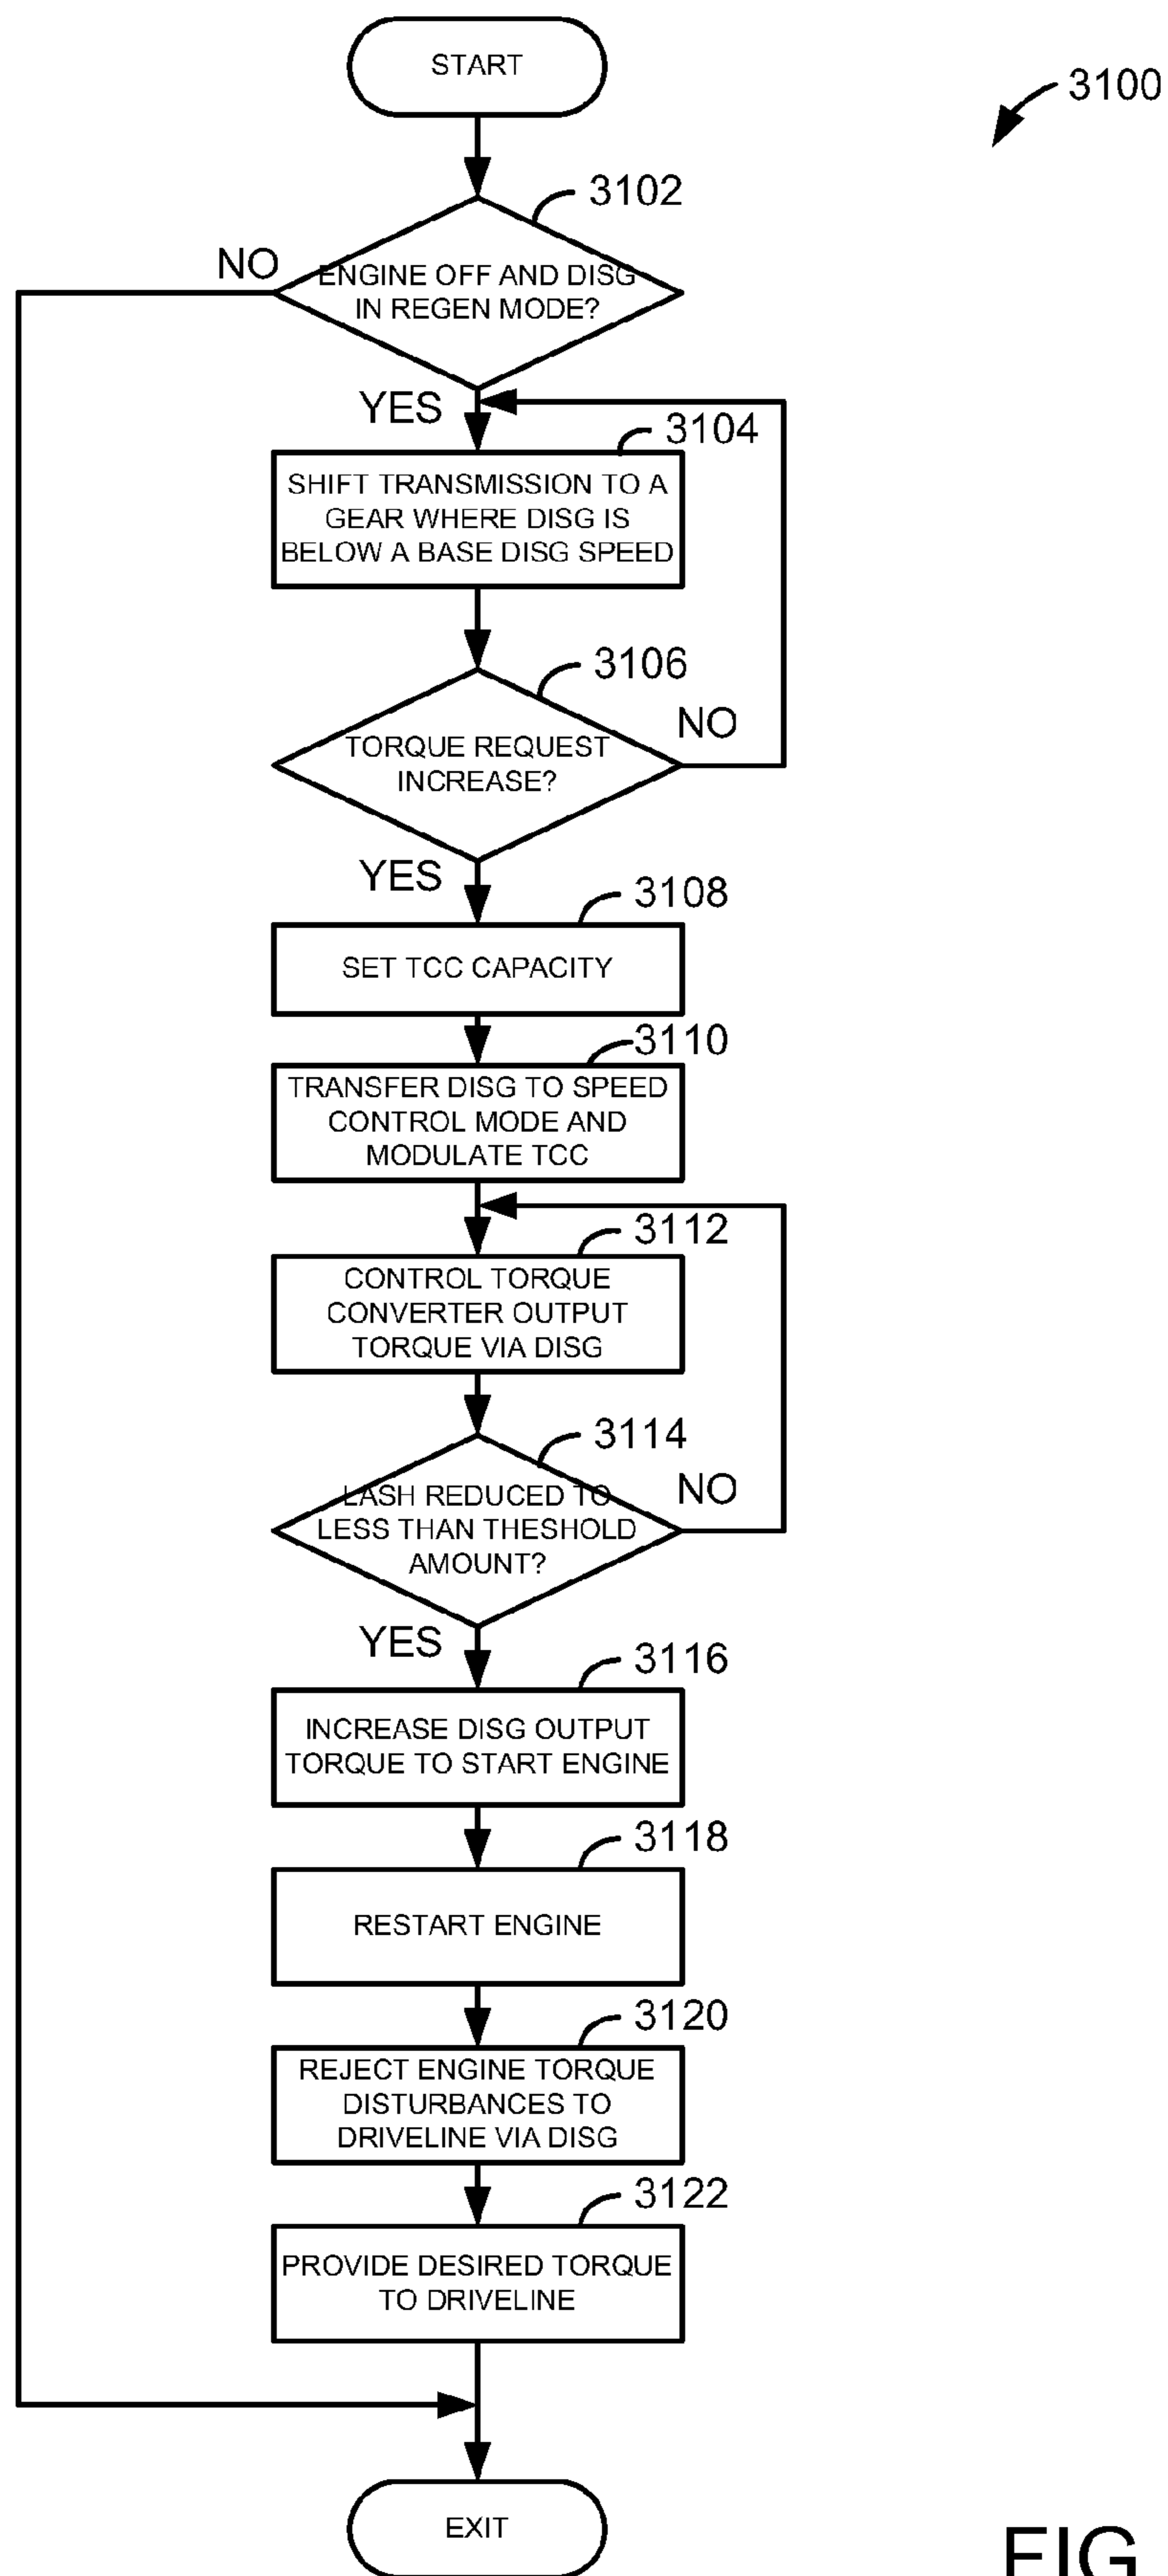 START
3100
3102
NO
ENGINE OFF AND DISG
IN REGEN MODE?
YES
3104
SHIFT TRANSMISSION TO A
GEAR WHERE DISG IS
BELOW A BASE DISG SPEED
3106
NO
TORQUE REQUEST
INCREASE?
YES
3108
SET TCC CAPACITY
3110
TRANSFER DISG TO SPEED
CONTROL MODE AND
MODULATE TCC
3112
CONTROL TORQUE
CONVERTER OUTPUT
TORQUE VIA DISG
3114
NO
LASH REDUCED TO
LESS THAN THESHOLD
AMOUNT?
YES
3116
INCREASE DISG OUTPUT
TORQUE TO START ENGINE
3118
RESTART ENGINE
3120
REJECT ENGINE TORQUE
DISTURBANCES TO
DRIVELINE VIA DISG
3122
PROVIDE DESIRED TORQUE
TO DRIVELINE
EXIT
FIG